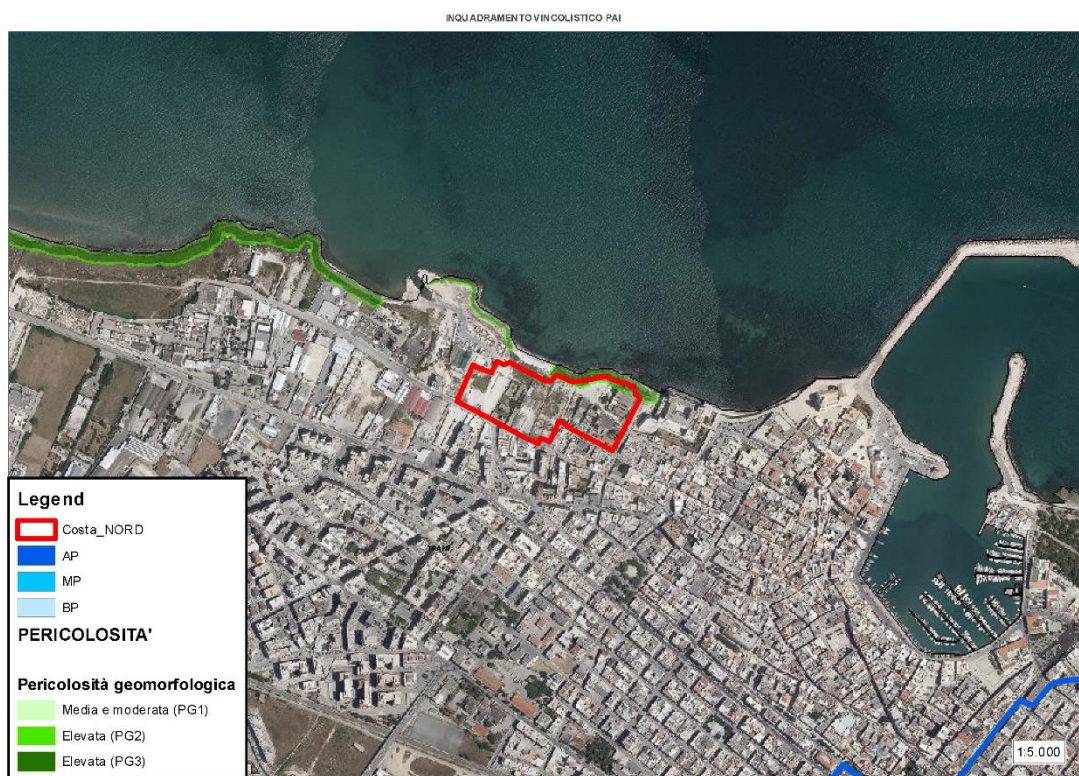 INQUADRAMENTO VINCOLISTICO PAI
TRANI
Legend
Costa_NORD
AP
MP
BP
PERICOLOSITA'
Pericolosità geomorfologica
Media e moderata (PG1)
Elevata (PG2)
Elevata (PG3)
1:5.000